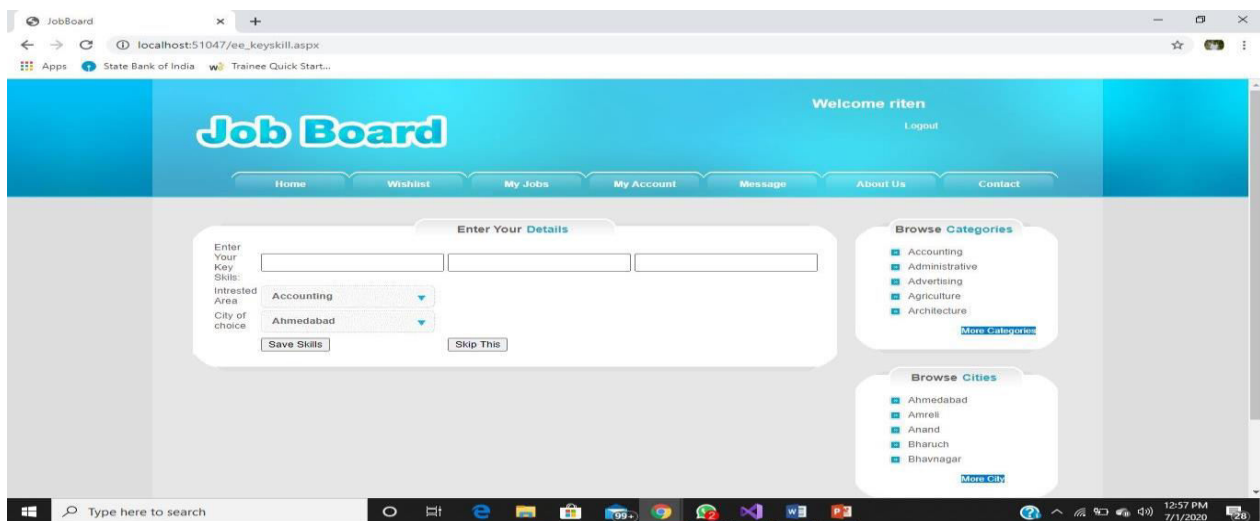 JobBoard
localhost:51047/ee_keyskill.aspx
Apps State Bank of India Trainee Quick Start...
Welcome riten
Logout
Job Board
Home Wishlist My Jobs My Account Message About Us Contact
Enter Your Details
Enter Your Key Skils:
Intrested Area
Accounting
City of choice
Ahmedabad
Save Skills Skip This
Browse Categories
Accounting
Administrative
Advertising
Agriculture
Architecture
More Categories
Browse Cities
Ahmedabad
Amreli
Anand
Bharuch
Bhavnagar
More City
Type here to search
99+
2
12:57 PM
7/1/2020
28